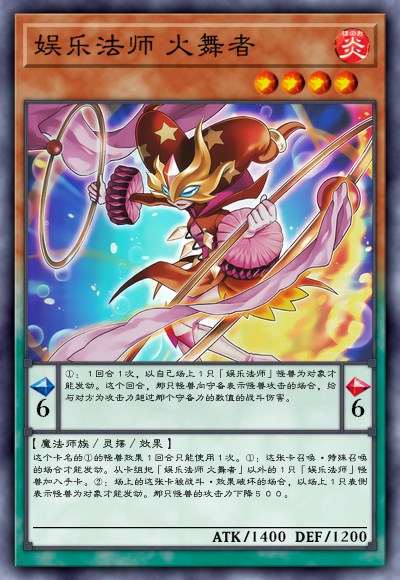 娱乐法师 火舞者
ほのお
炎
①：1回合1次，以自己场上1只「娱乐法师」怪兽为对象才
能发动。这个回合，那只怪兽向守备表示怪兽攻击的场合，给
与对方为攻击力超过那个守备力的数值的战斗伤害。
6
6
【魔法师族／灵摆／效果】
这个卡名的①的怪兽效果1回合只能使用1次。①：这张卡召唤·特殊召唤
的场合才能发动。从卡组把「娱乐法师 火舞者」以外的1只「娱乐法师」怪
兽加入手卡。②：场上的这张卡被战斗·效果破坏的场合，以场上1只表侧
表示怪兽为对象才能发动。那只怪兽的攻击力下降５００。
ATK/1400 DEF/1200